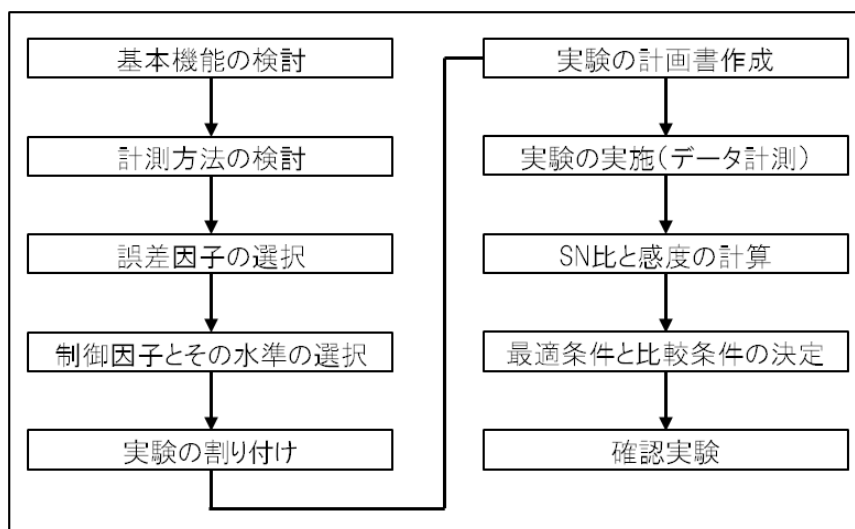 基本機能の検討
計測方法の検討
誤差因子の選択
制御因子とその水準の選択
実験の割り付け
実験の計画書作成
実験の実施(データ計測)
SN比と感度の計算
最適条件と比較条件の決定
確認実験